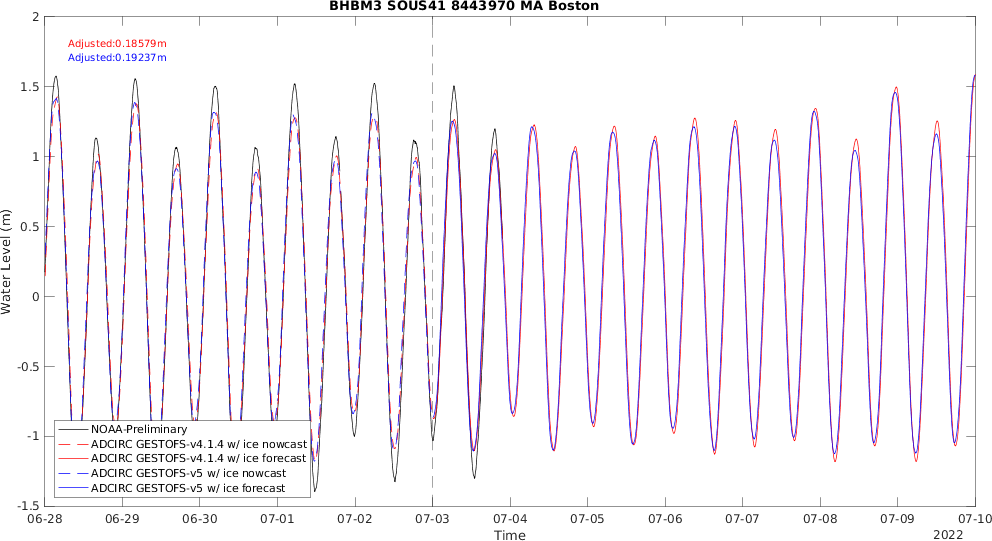 BHBM3 SOUS41 8443970 MA Boston
Adjusted:0.18579m
Adjusted:0.19237m
Water Level (m)
2
1.5
1
0.5
0
-0.5
-1
-1.5
NOAA-Preliminary
ADCIRC GESTOFS-v4.1.4 w/ ice nowcast
ADCIRC GESTOFS-v4.1.4 w/ ice forecast
ADCIRC GESTOFS-v5 w/ ice nowcast
ADCIRC GESTOFS-v5 w/ ice forecast
06-28 06-29 06-30 07-01 07-02 07-03 07-04 07-05 07-06 07-07 07-08 07-09 07-10
Time
2022